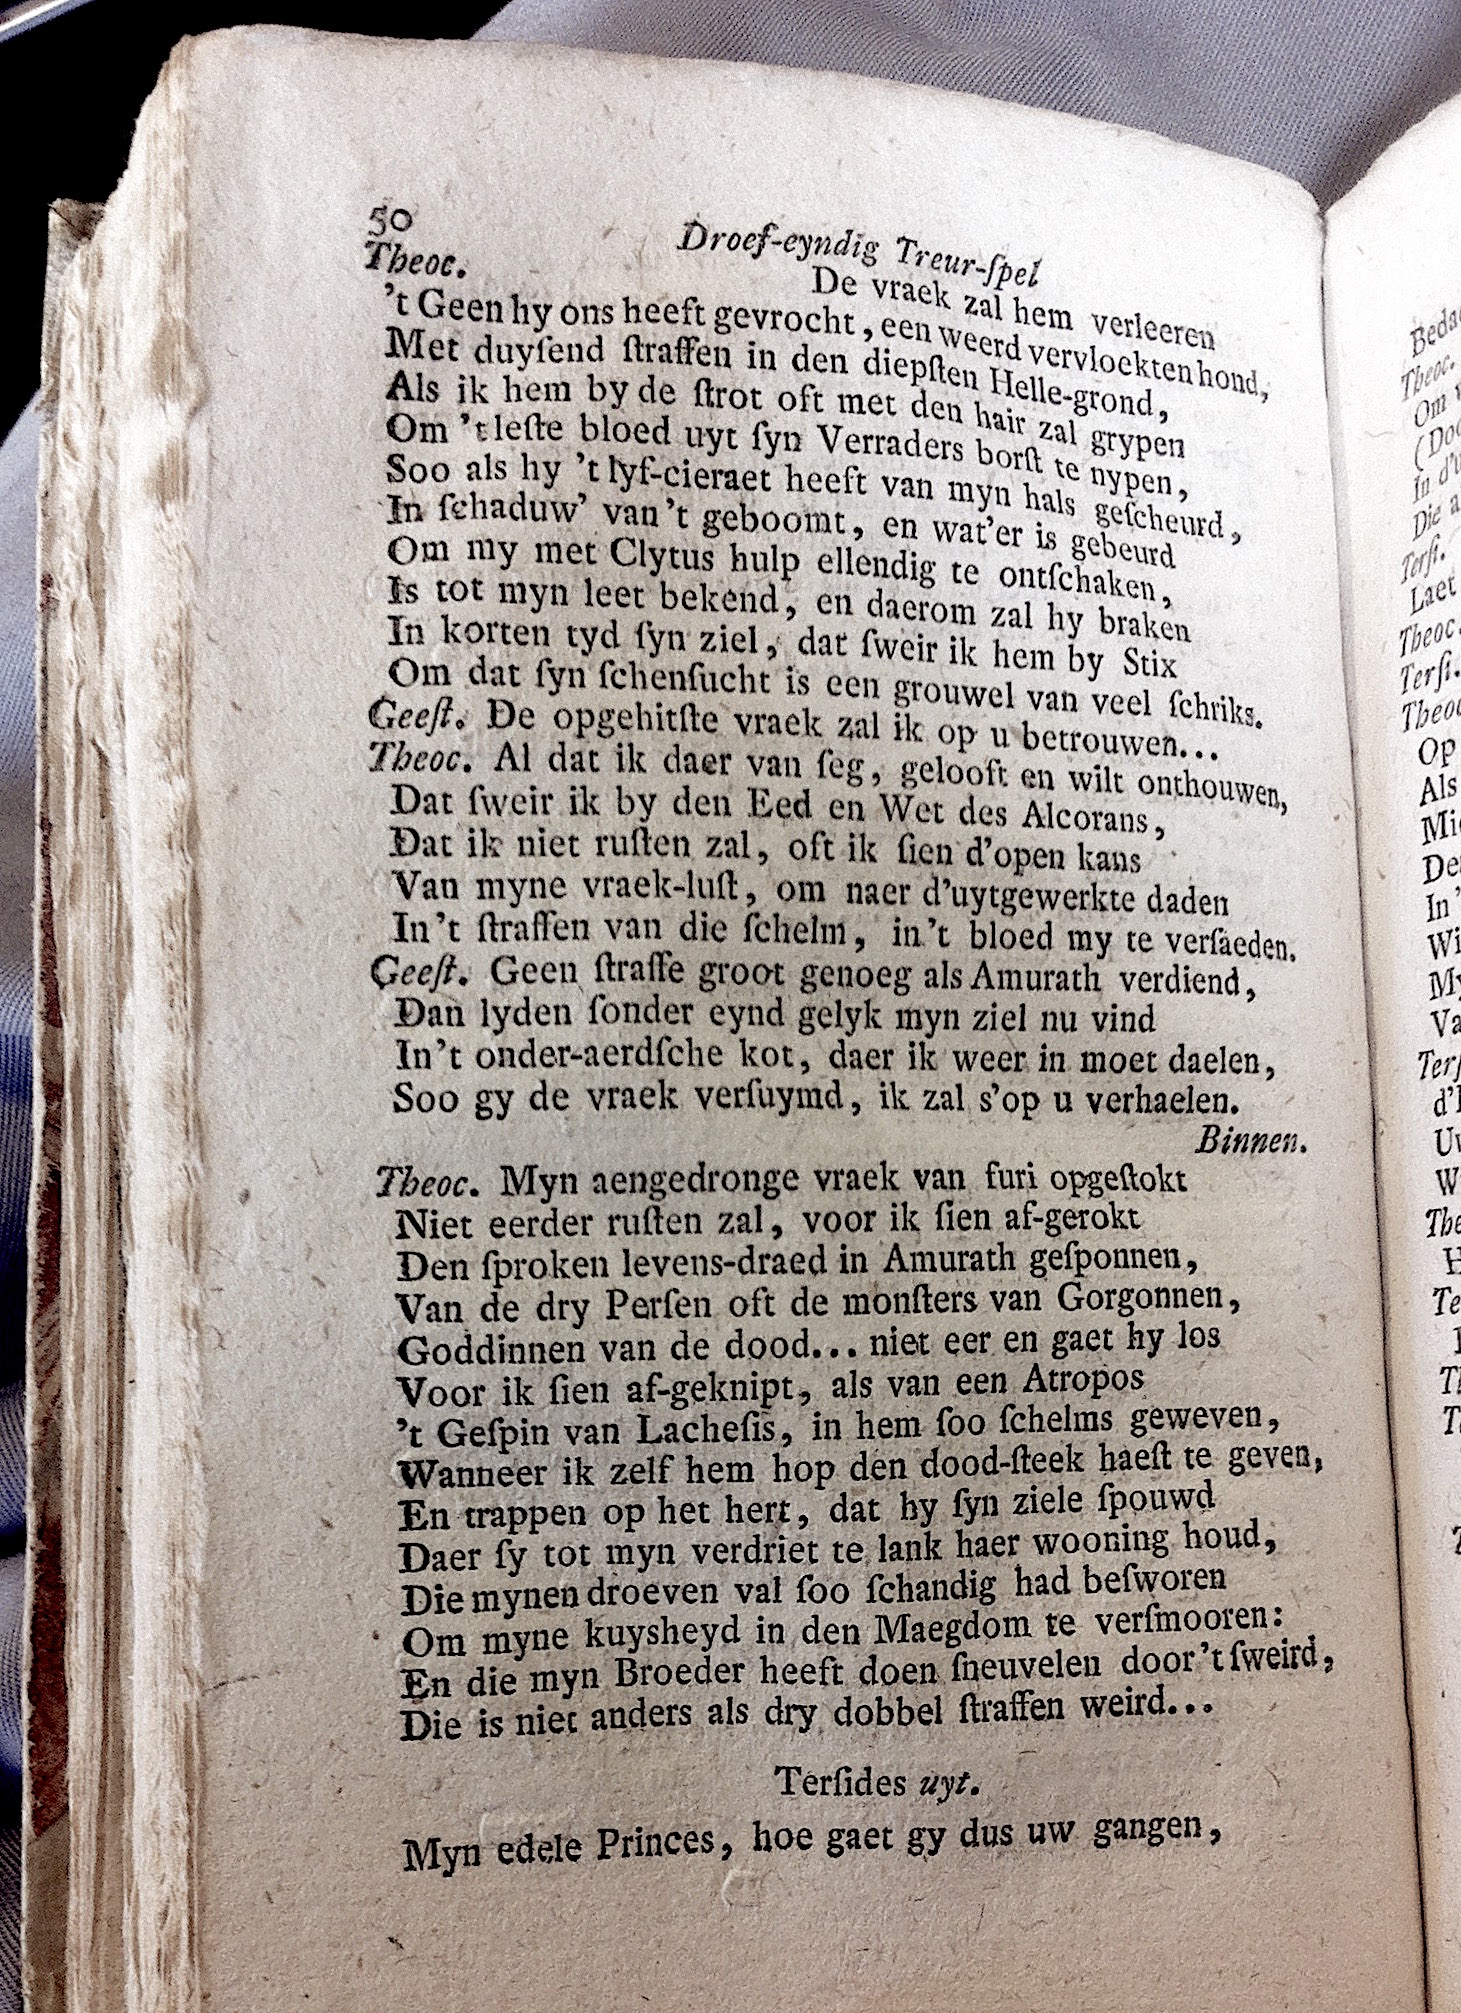 50
Droef-eyndig Treur-ſpel
Theoc. De vraek zal hem verleeren
't Geen hy ons heeft gevrocht, een weerd vervloekten hond,
Met duyſend ſtraffen in den diepſten Helle-grond,
Als ik hem by de ſtrot oft met den hair zal grypen
Om 't leſte bloed uyt ſyn Verraders borſt te nypen,
Soo als hy 't lyf-cieraet heeft van myn hals geſcheurd,
In ſchaduw' van 't geboomt, en wat'er is gebeurd
Om my met Clytus hulp ellendig te ontſchaken,
Is tot myn leet bekend, en daerom zal hy braken
In korten tyd ſyn ziel, dat ſweir ik hem by Stix
Om dat ſyn ſchenſucht is een grouwel van veel ſchriks.
Geeſt. De opgehitſte vraek zal ik op u betrouwen...
Theoc. Al dat ik daer van ſeg, gelooft en wilt onthouwen,
Dat ſweir ik by den Eed en Wet des Alcorans,
Dat ik niet ruſten zal, oft ik ſien d'open kans
Van myne vraek-luſt, om naer d'uytgewerkte daden
In't ſtraffen van die ſchelm, in't bloed my te verſaeden.
Geeſt. Geen ſtraffe groot genoeg als Amurath verdiend,
Dan lyden ſonder eynd gelyk myn ziel nu vind
In't onder-aerdſche kot, daer ik weer in moet daelen,
Soo gy de vraek verſuymd, ik zal s'op u verhaelen.
Binnen.
Theoc. Myn aengedronge vraek van furi opgeſtokt
Niet eerder ruſten zal, voor ik ſien af-gerokt
Den ſproken levens-draed in Amurath geſponnen,
Van de dry Perſen oft de monſters van Gorgonnen,
Goddinnen van de dood... niet eer en gaet hy los
Voor ik ſien af-geknipt, als van een Atropos
't Geſpin van Lacheſis, in hem ſoo ſchelms geweven,
Wanneer ik zelf hem hop den dood-ſteek haeſt te geven,
En trappen op het hert, dat hy ſyn ziele ſpouwd
Daer ſy tot myn verdriet te lank haer wooning houd,
Die mynen droeven val ſoo ſchandig had beſworen
Om myne kuysheyd in den Maegdom te verſmooren:
En die myn Broeder heeft doen ſneuvelen door't ſweird,
Die is niet anders als dry dobbel ſtraffen weird...
Terſides uyt.
Myn edele Princes, hoe gaet gy dus uw gangen,
Theoc.
Om
In d'
Die a
Terſi.
Laet
Theoc.
Terſi.
Op
Als